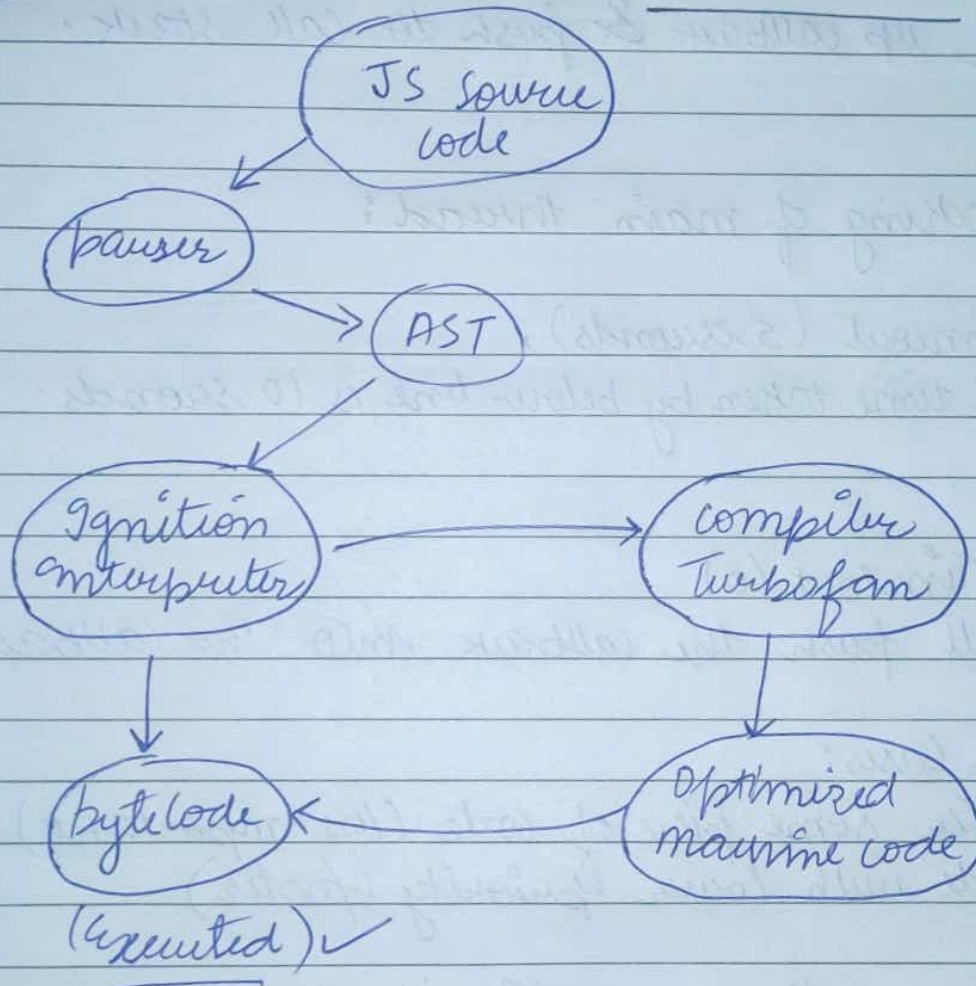 JS source
code
parser
AST
Ignition
Interpreter
compiler
Turbofan
bytecode
Optimized
machine code
(Executed) ✓